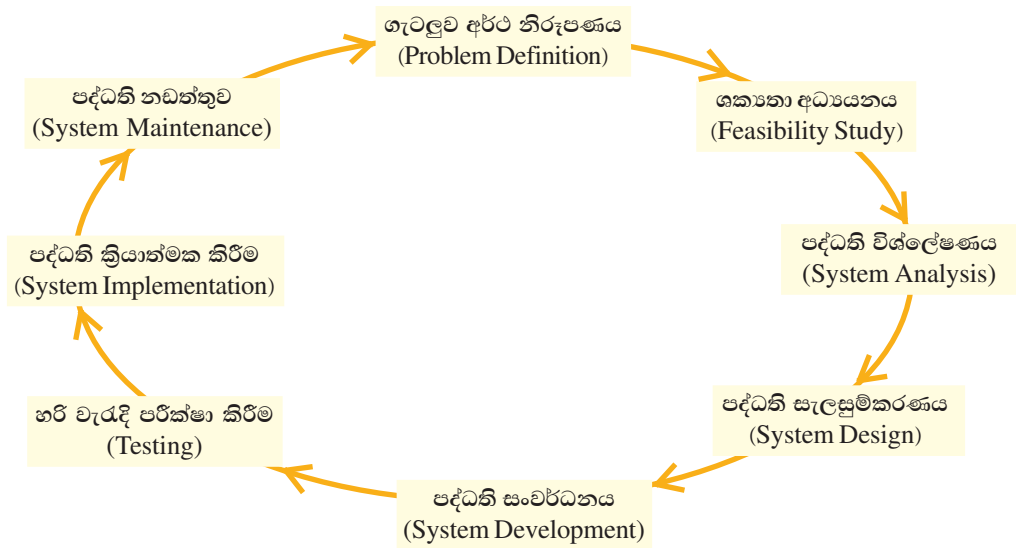 ගැටලුව අර්ථ නිරූපණය
(Problem Definition)
ශක්‍යතා අධ්‍යයනය
(Feasibility Study)
පද්ධති විශ්ලේෂණය
(System Analysis)
පද්ධති සැලසුම්කරණය
(System Design)
පද්ධති සංවර්ධනය
(System Development)
හරි වැරැදි පරීක්ෂා කිරීම
(Testing)
පද්ධති ක්‍රියාත්මක කිරීම
(System Implementation)
පද්ධති නඩත්තුව
(System Maintenance)